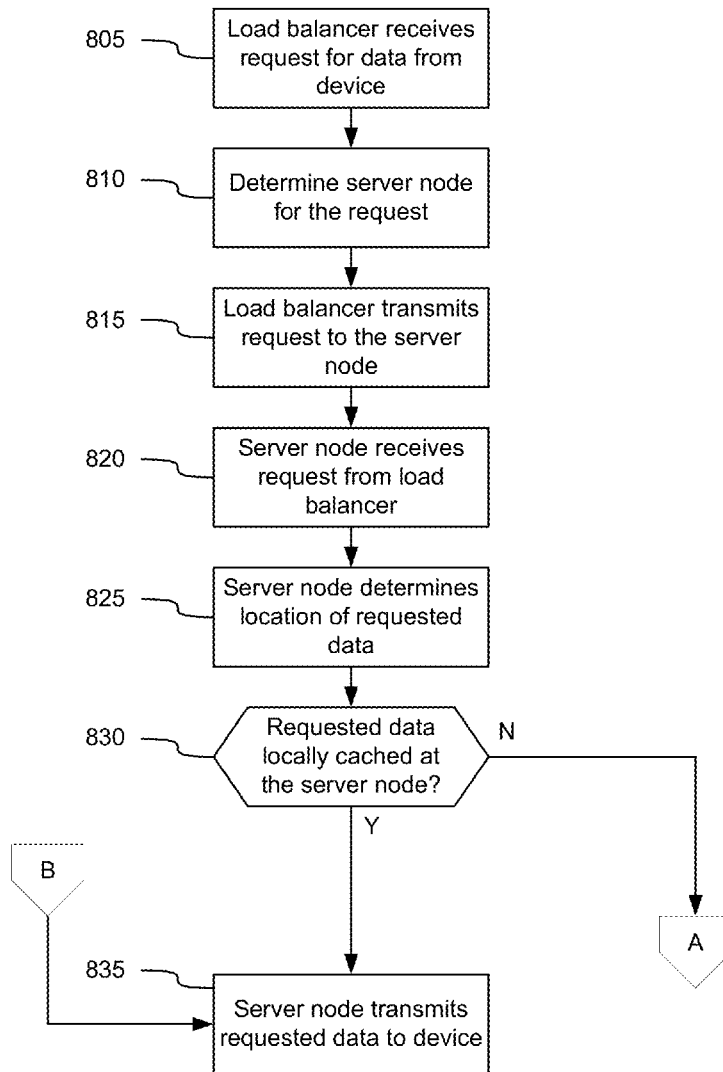 805
Load balancer receives
request for data from
device
810
Determine server node
for the request
815
Load balancer transmits
request to the server
node
820
Server node receives
request from load
balancer
825
Server node determines
location of requested
data
830
Requested data
locally cached at
the server node?
N
Y
B
A
835
Server node transmits
requested data to device